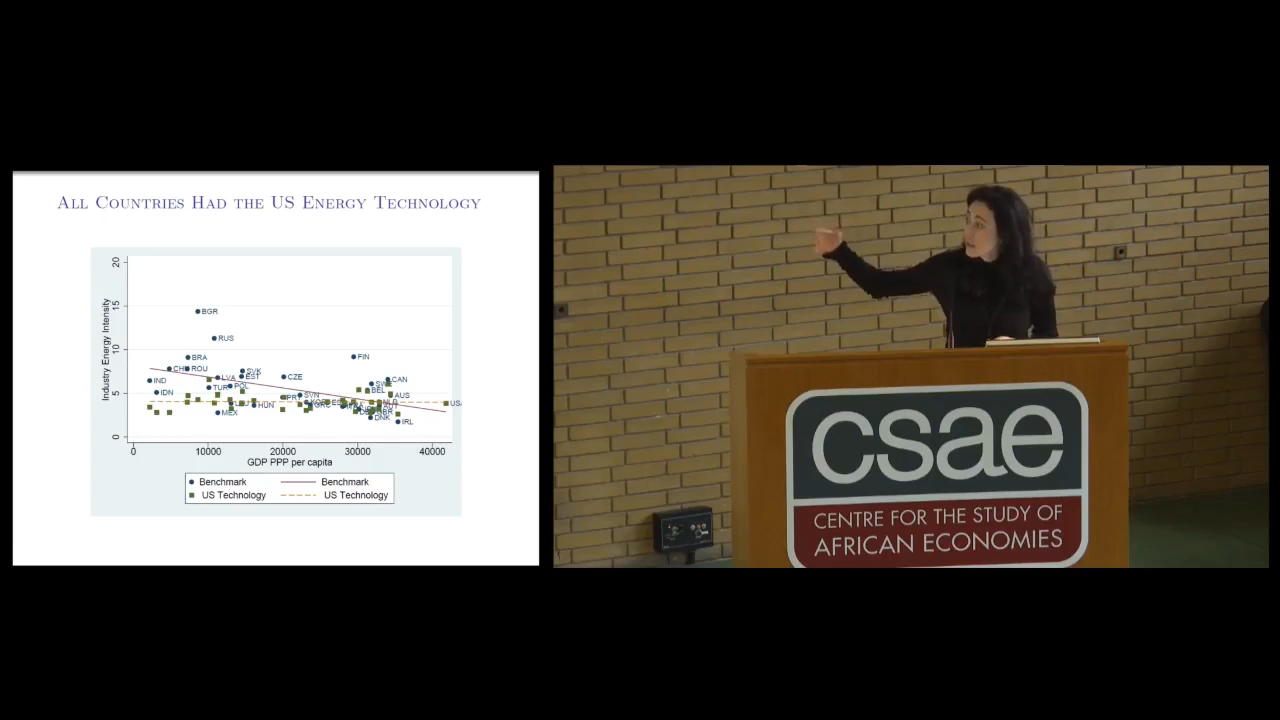 ALL COUNTRIES HAD THE US ENERGY TECHNOLOGY
Industry Energy Intensity
20
15
10
5
0
BGR
RUS
BRA
FIN
ROU
SVK
LVA
EST
CZE
IND
CAN
TUR
POL
BEL
IDN
SVN
AUS
PRT
USA
HUN
MEX
DNK
IRL
0 10000 20000 30000 40000
GDP PPP per capita
Benchmark Benchmark
US Technology US Technology
csae
CENTRE FOR THE STUDY OF
AFRICAN ECONOMIES